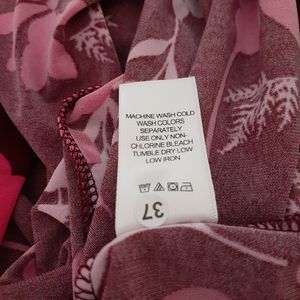 MACHINE WASH COLD
WASH COLORS
SEPARATELY
USE ONLY NON-
CHLORINE BLEACH
TUMBLE DRY LOW
LOW IRON
37